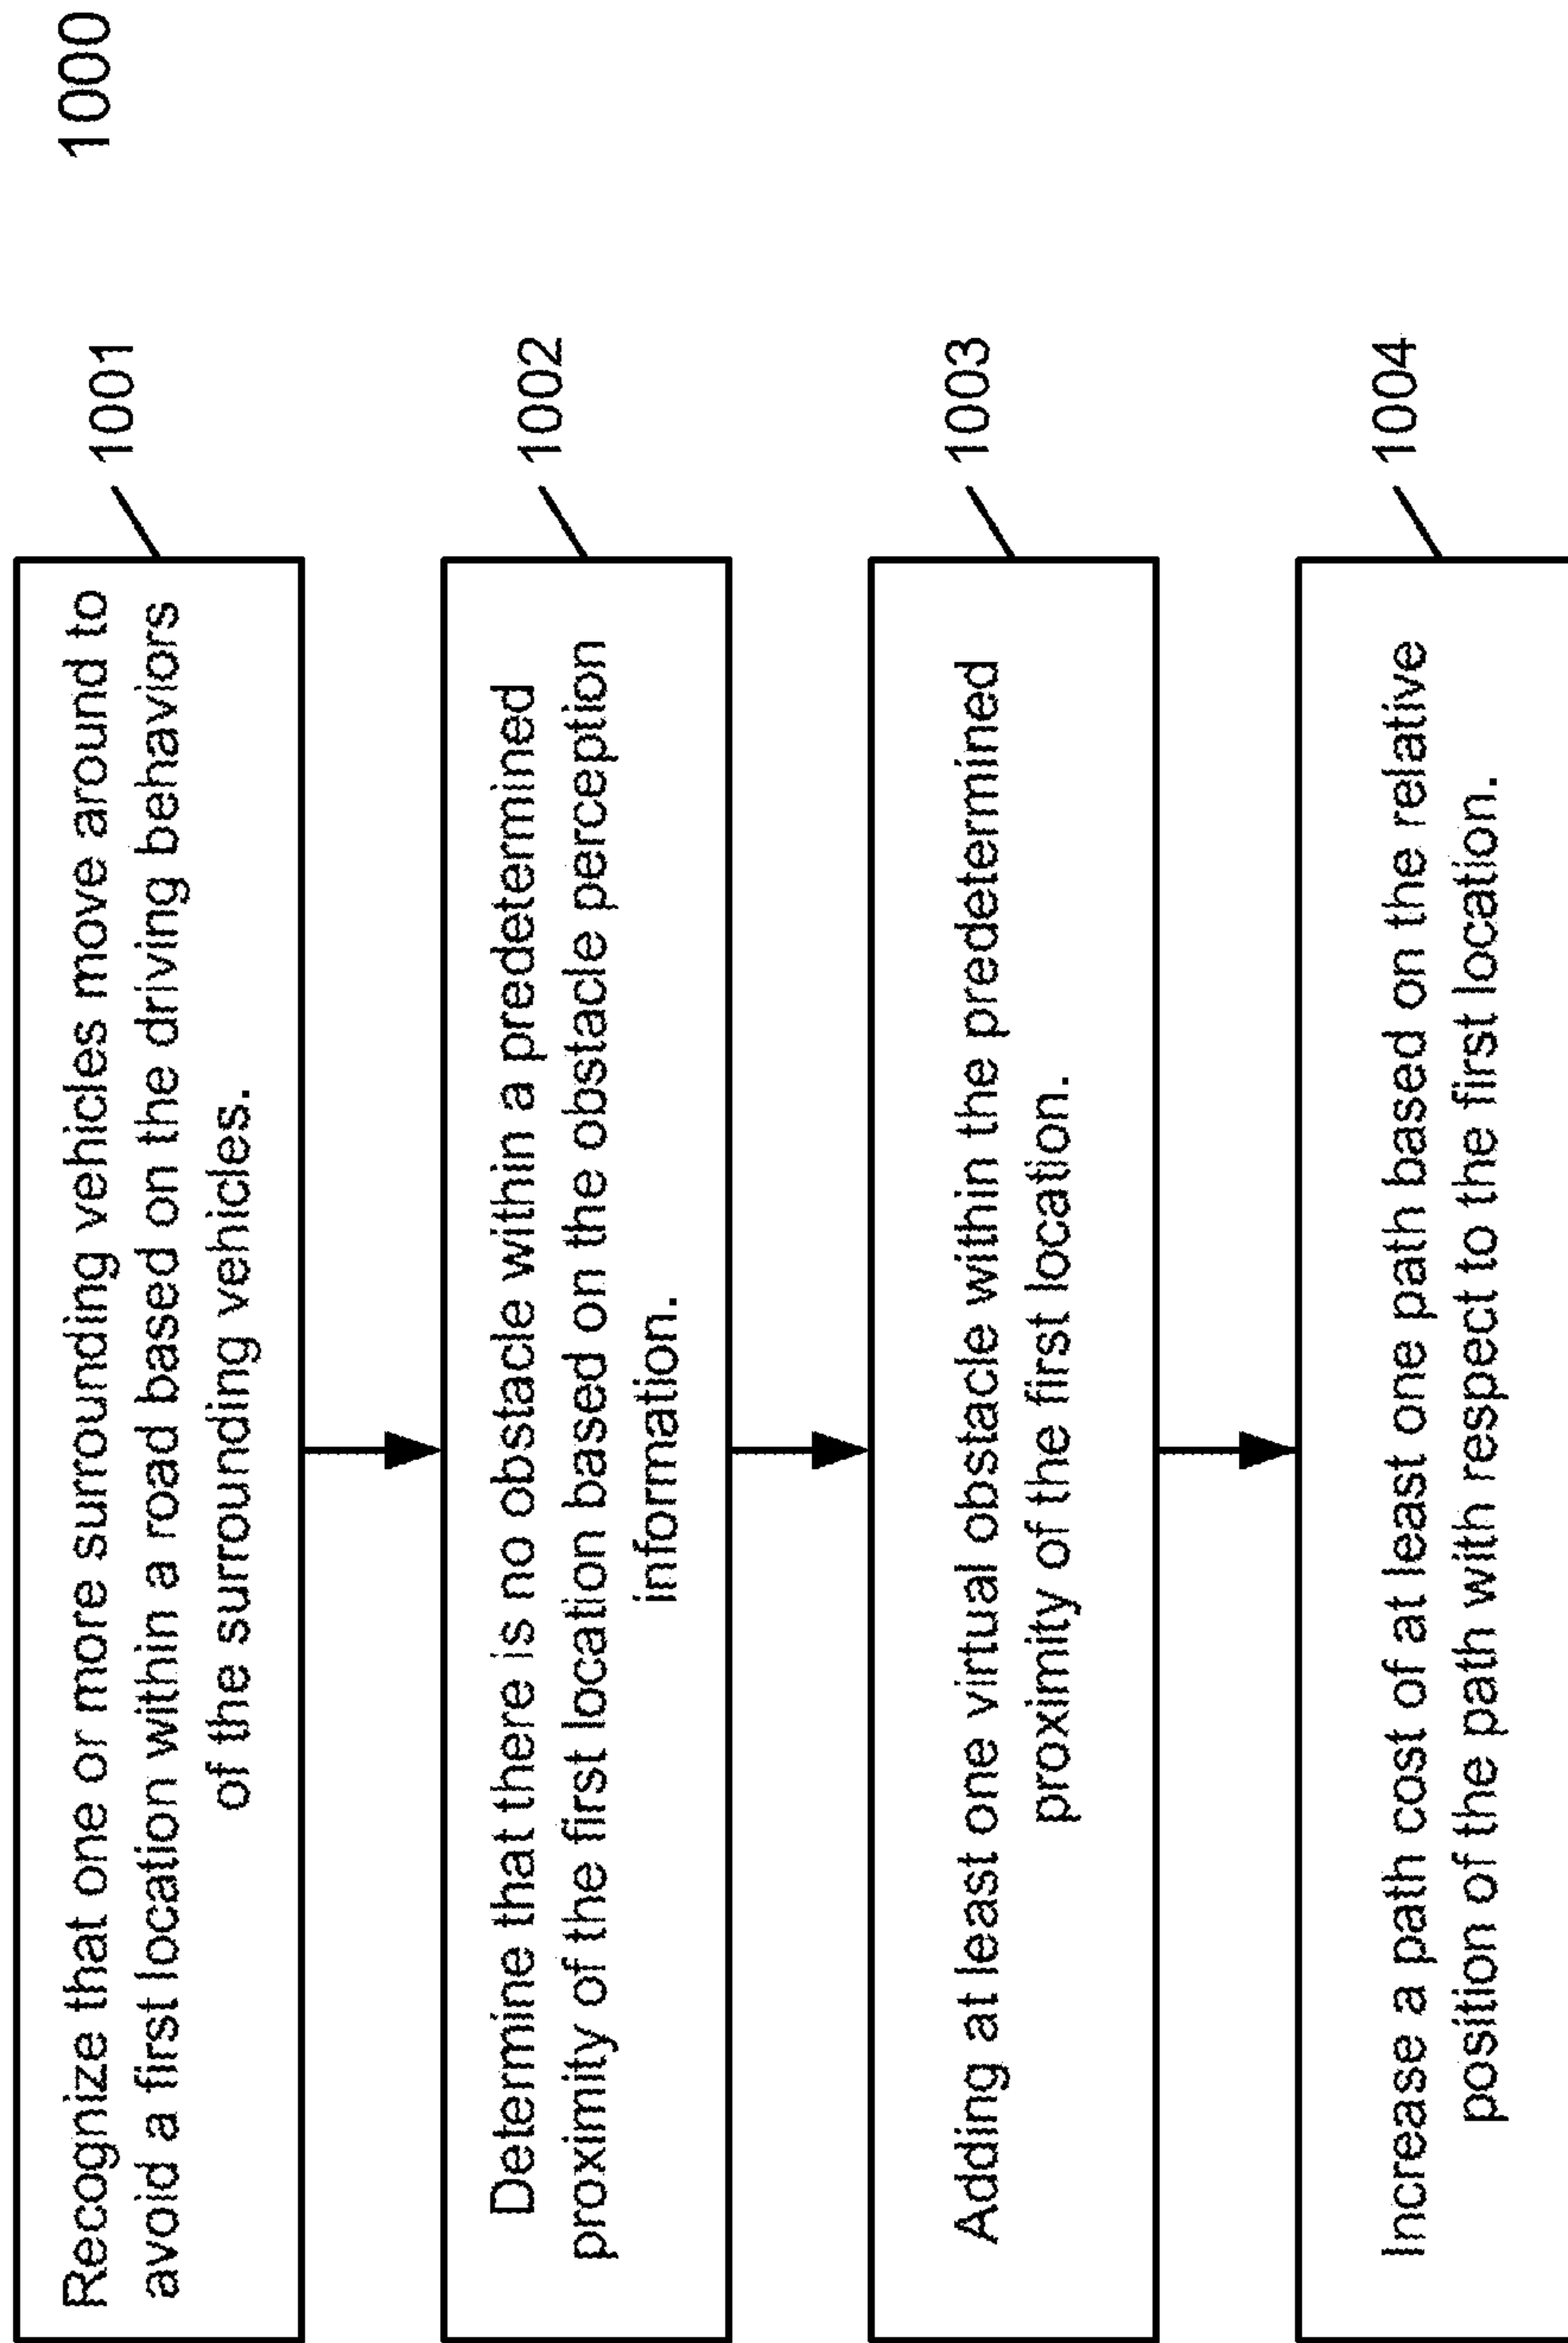 1000
Recognize that one or more surrounding vehicles move around to
avoid a first location within a road based on the driving behaviors
of the surrounding vehicles.
1001
Determine that there is no obstacle within a predetermined
proximity of the first location based on the obstacle perception
information.
1002
Adding at least one virtual obstacle within the predetermined
proximity of the first location.
1003
Increase a path cost of at least one path based on the relative
position of the path with respect to the first location.
1004